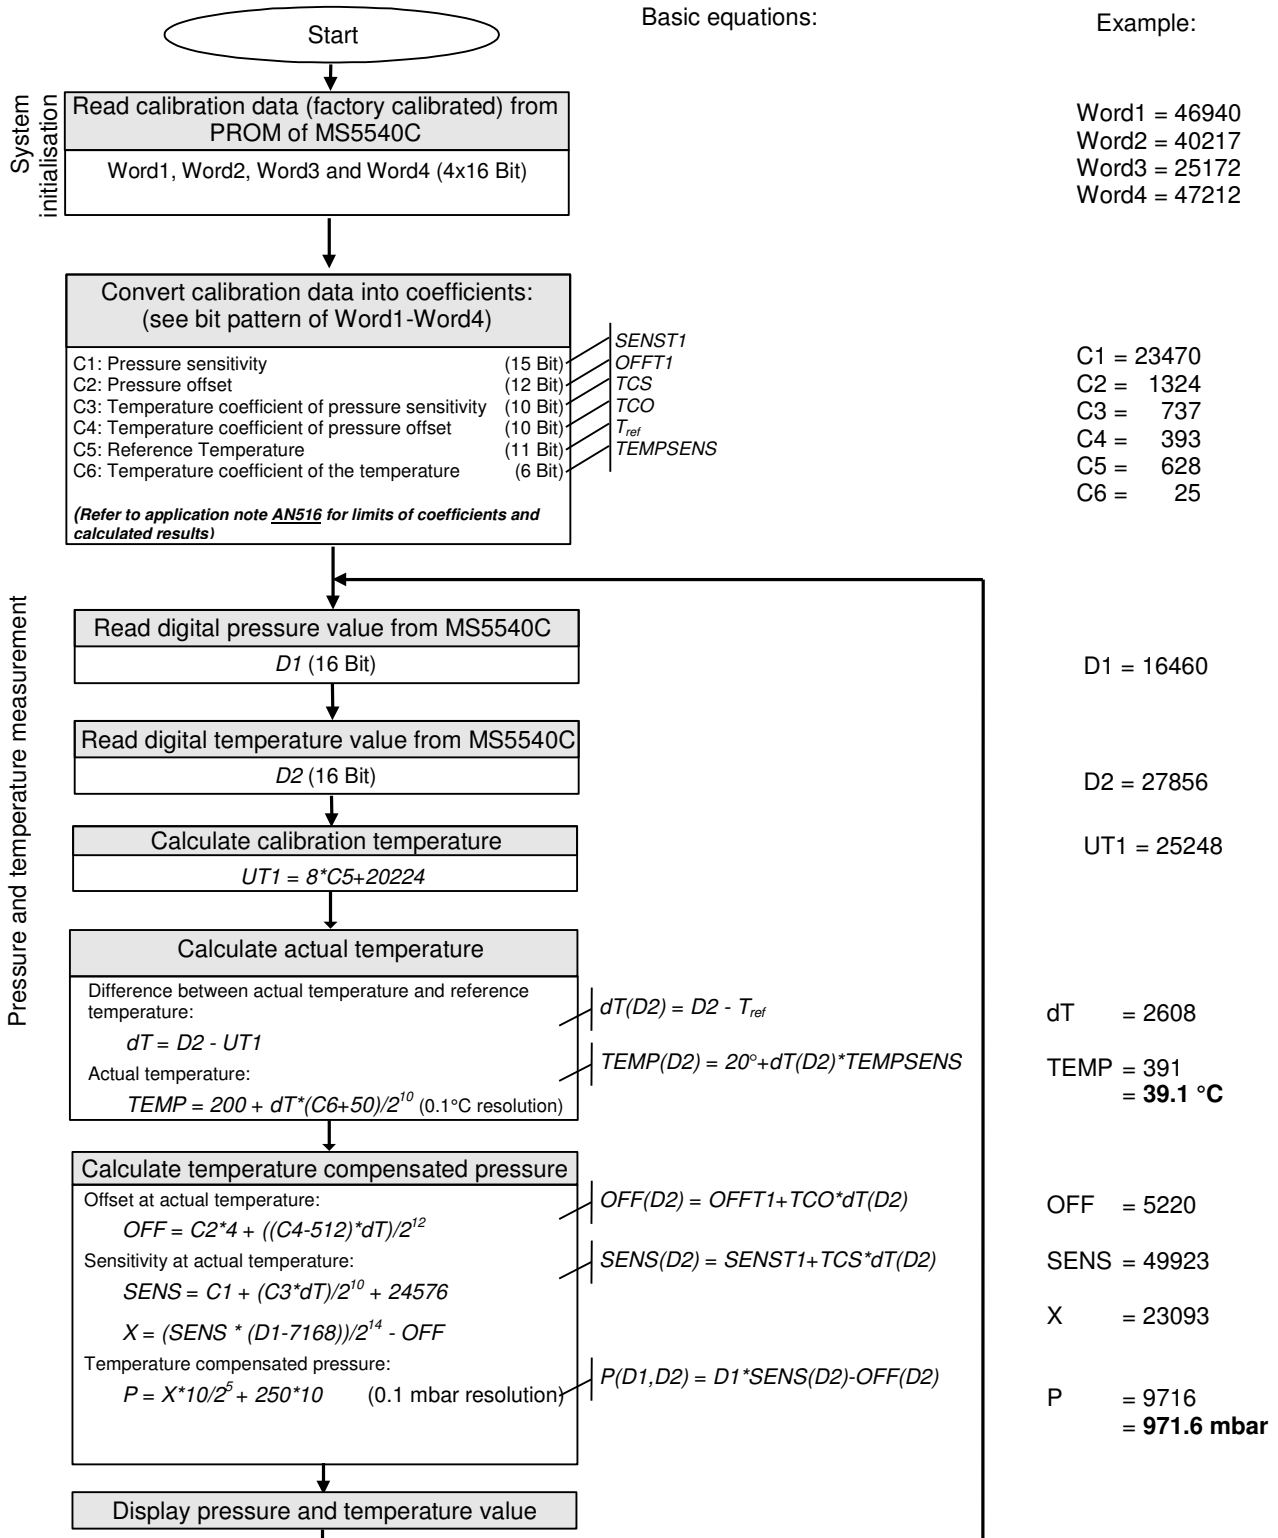 Basic equations:
Example:
Start
System
initialisation
Read calibration data (factory calibrated) from
PROM of MS5540C
Word1, Word2, Word3 and Word4 (4x16 Bit)
Word1 = 46940
Word2 = 40217
Word3 = 25172
Word4 = 47212
Convert calibration data into coefficients:
(see bit pattern of Word1-Word4)
C1: Pressure sensitivity (15 Bit)
C2: Pressure offset (12 Bit)
C3: Temperature coefficient of pressure sensitivity (10 Bit)
C4: Temperature coefficient of pressure offset (10 Bit)
C5: Reference Temperature (11 Bit)
C6: Temperature coefficient of the temperature (6 Bit)
(Refer to application note AN516 for limits of coefficients and
calculated results)
SENST1
OFFT1
TCS
TCO
Tref
TEMPSENS
C1 = 23470
C2 = 1324
C3 = 737
C4 = 393
C5 = 628
C6 = 25
Pressure and temperature measurement
Read digital pressure value from MS5540C
D1 (16 Bit)
D1 = 16460
Read digital temperature value from MS5540C
D2 (16 Bit)
D2 = 27856
Calculate calibration temperature
UT1 = 8*C5+20224
UT1 = 25248
Calculate actual temperature
Difference between actual temperature and reference
temperature:
dT = D2 - UT1
Actual temperature:
TEMP = 200 + dT*(C6+50)/2^10 (0.1°C resolution)
dT(D2) = D2 - Tref
TEMP(D2) = 20°+dT(D2)*TEMPSENS
dT = 2608
TEMP = 391
= 39.1 °C
Calculate temperature compensated pressure
Offset at actual temperature:
OFF = C2*4 + ((C4-512)*dT)/2^12
Sensitivity at actual temperature:
SENS = C1 + (C3*dT)/2^10 + 24576
X = (SENS * (D1-7168))/2^14 - OFF
Temperature compensated pressure:
P = X*10/2^5 + 250*10 (0.1 mbar resolution)
OFF(D2) = OFFT1+TCO*dT(D2)
SENS(D2) = SENST1+TCS*dT(D2)
P(D1,D2) = D1*SENS(D2)-OFF(D2)
OFF = 5220
SENS = 49923
X = 23093
P = 9716
= 971.6 mbar
Display pressure and temperature value